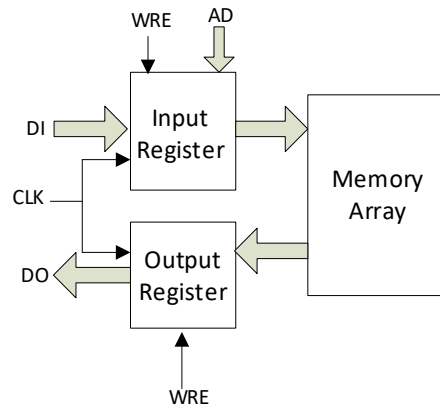 WRE
AD
DI
Input
Register
CLK
Memory
Array
DO
Output
Register
WRE